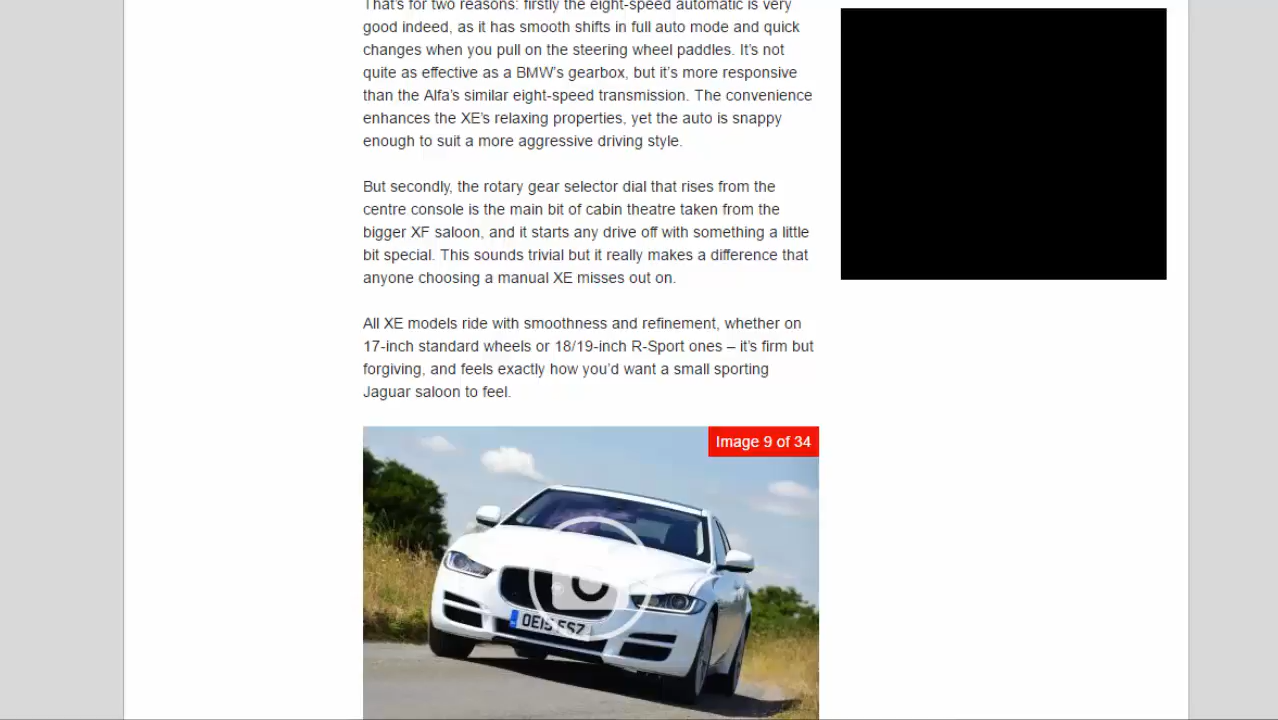 That's for two reasons: firstly the eight-speed automatic is very
good indeed, as it has smooth shifts in full auto mode and quick
changes when you pull on the steering wheel paddles. It's not
quite as effective as a BMW's gearbox, but it's more responsive
than the Alfa's similar eight-speed transmission. The convenience
enhances the XE's relaxing properties, yet the auto is snappy
enough to suit a more aggressive driving style.
But secondly, the rotary gear selector dial that rises from the
centre console is the main bit of cabin theatre taken from the
bigger XF saloon, and it starts any drive off with something a little
bit special. This sounds trivial but it really makes a difference that
anyone choosing a manual XE misses out on.
All XE models ride with smoothness and refinement, whether on
17-inch standard wheels or 18/19-inch R-Sport ones – it's firm but
forgiving, and feels exactly how you'd want a small sporting
Jaguar saloon to feel.
Image 9 of 34